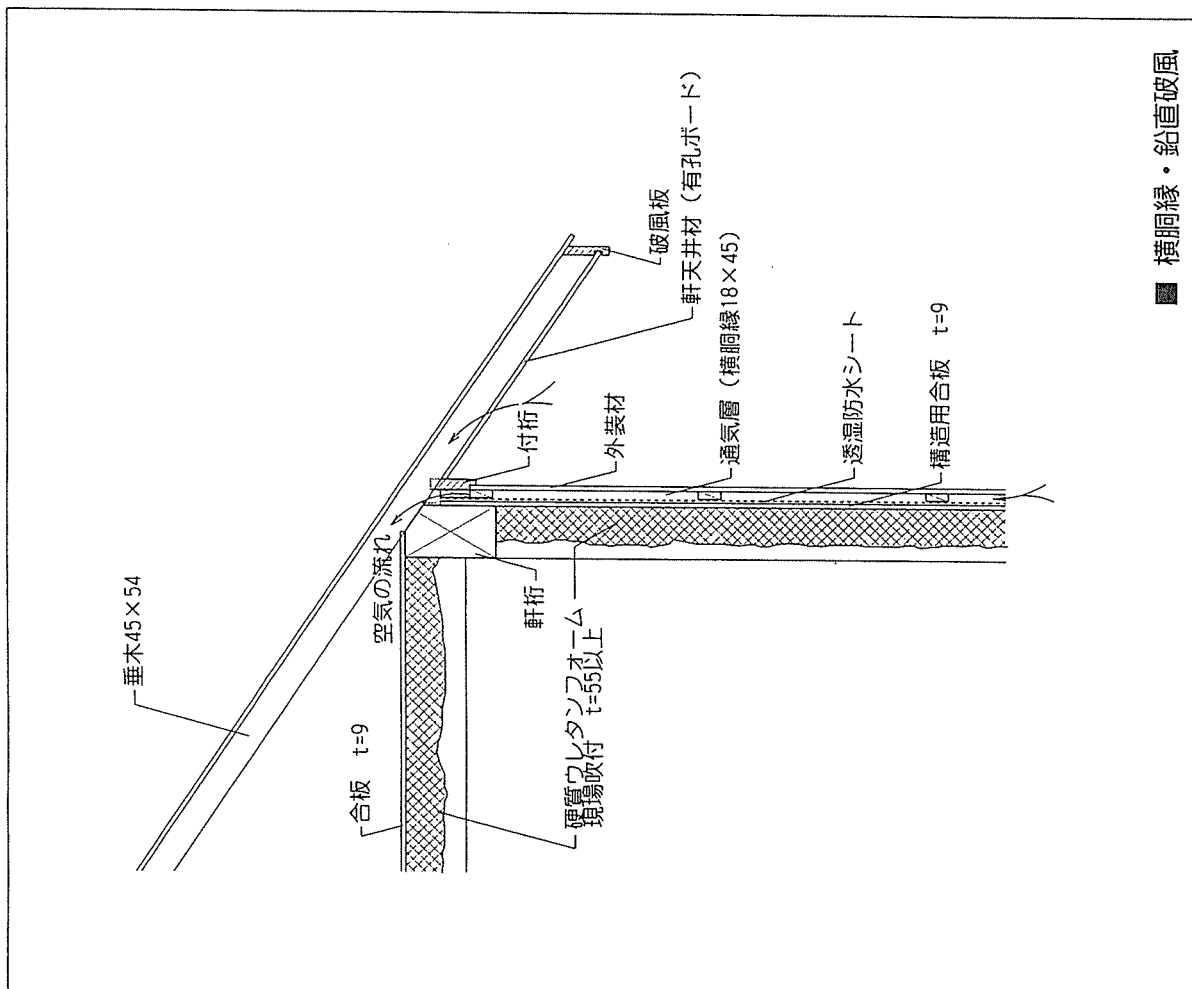 垂木45×54
合板 t=9
空気の流れ
軒桁
硬質ウレタンフォーム
現場吹付 t=55以上
付桁
外装材
通気層（横胴縁18×45）
透湿防水シート
構造用合板 t=9
軒天井材（有孔ボード）
破風板
■ 横胴縁・鉛直破風